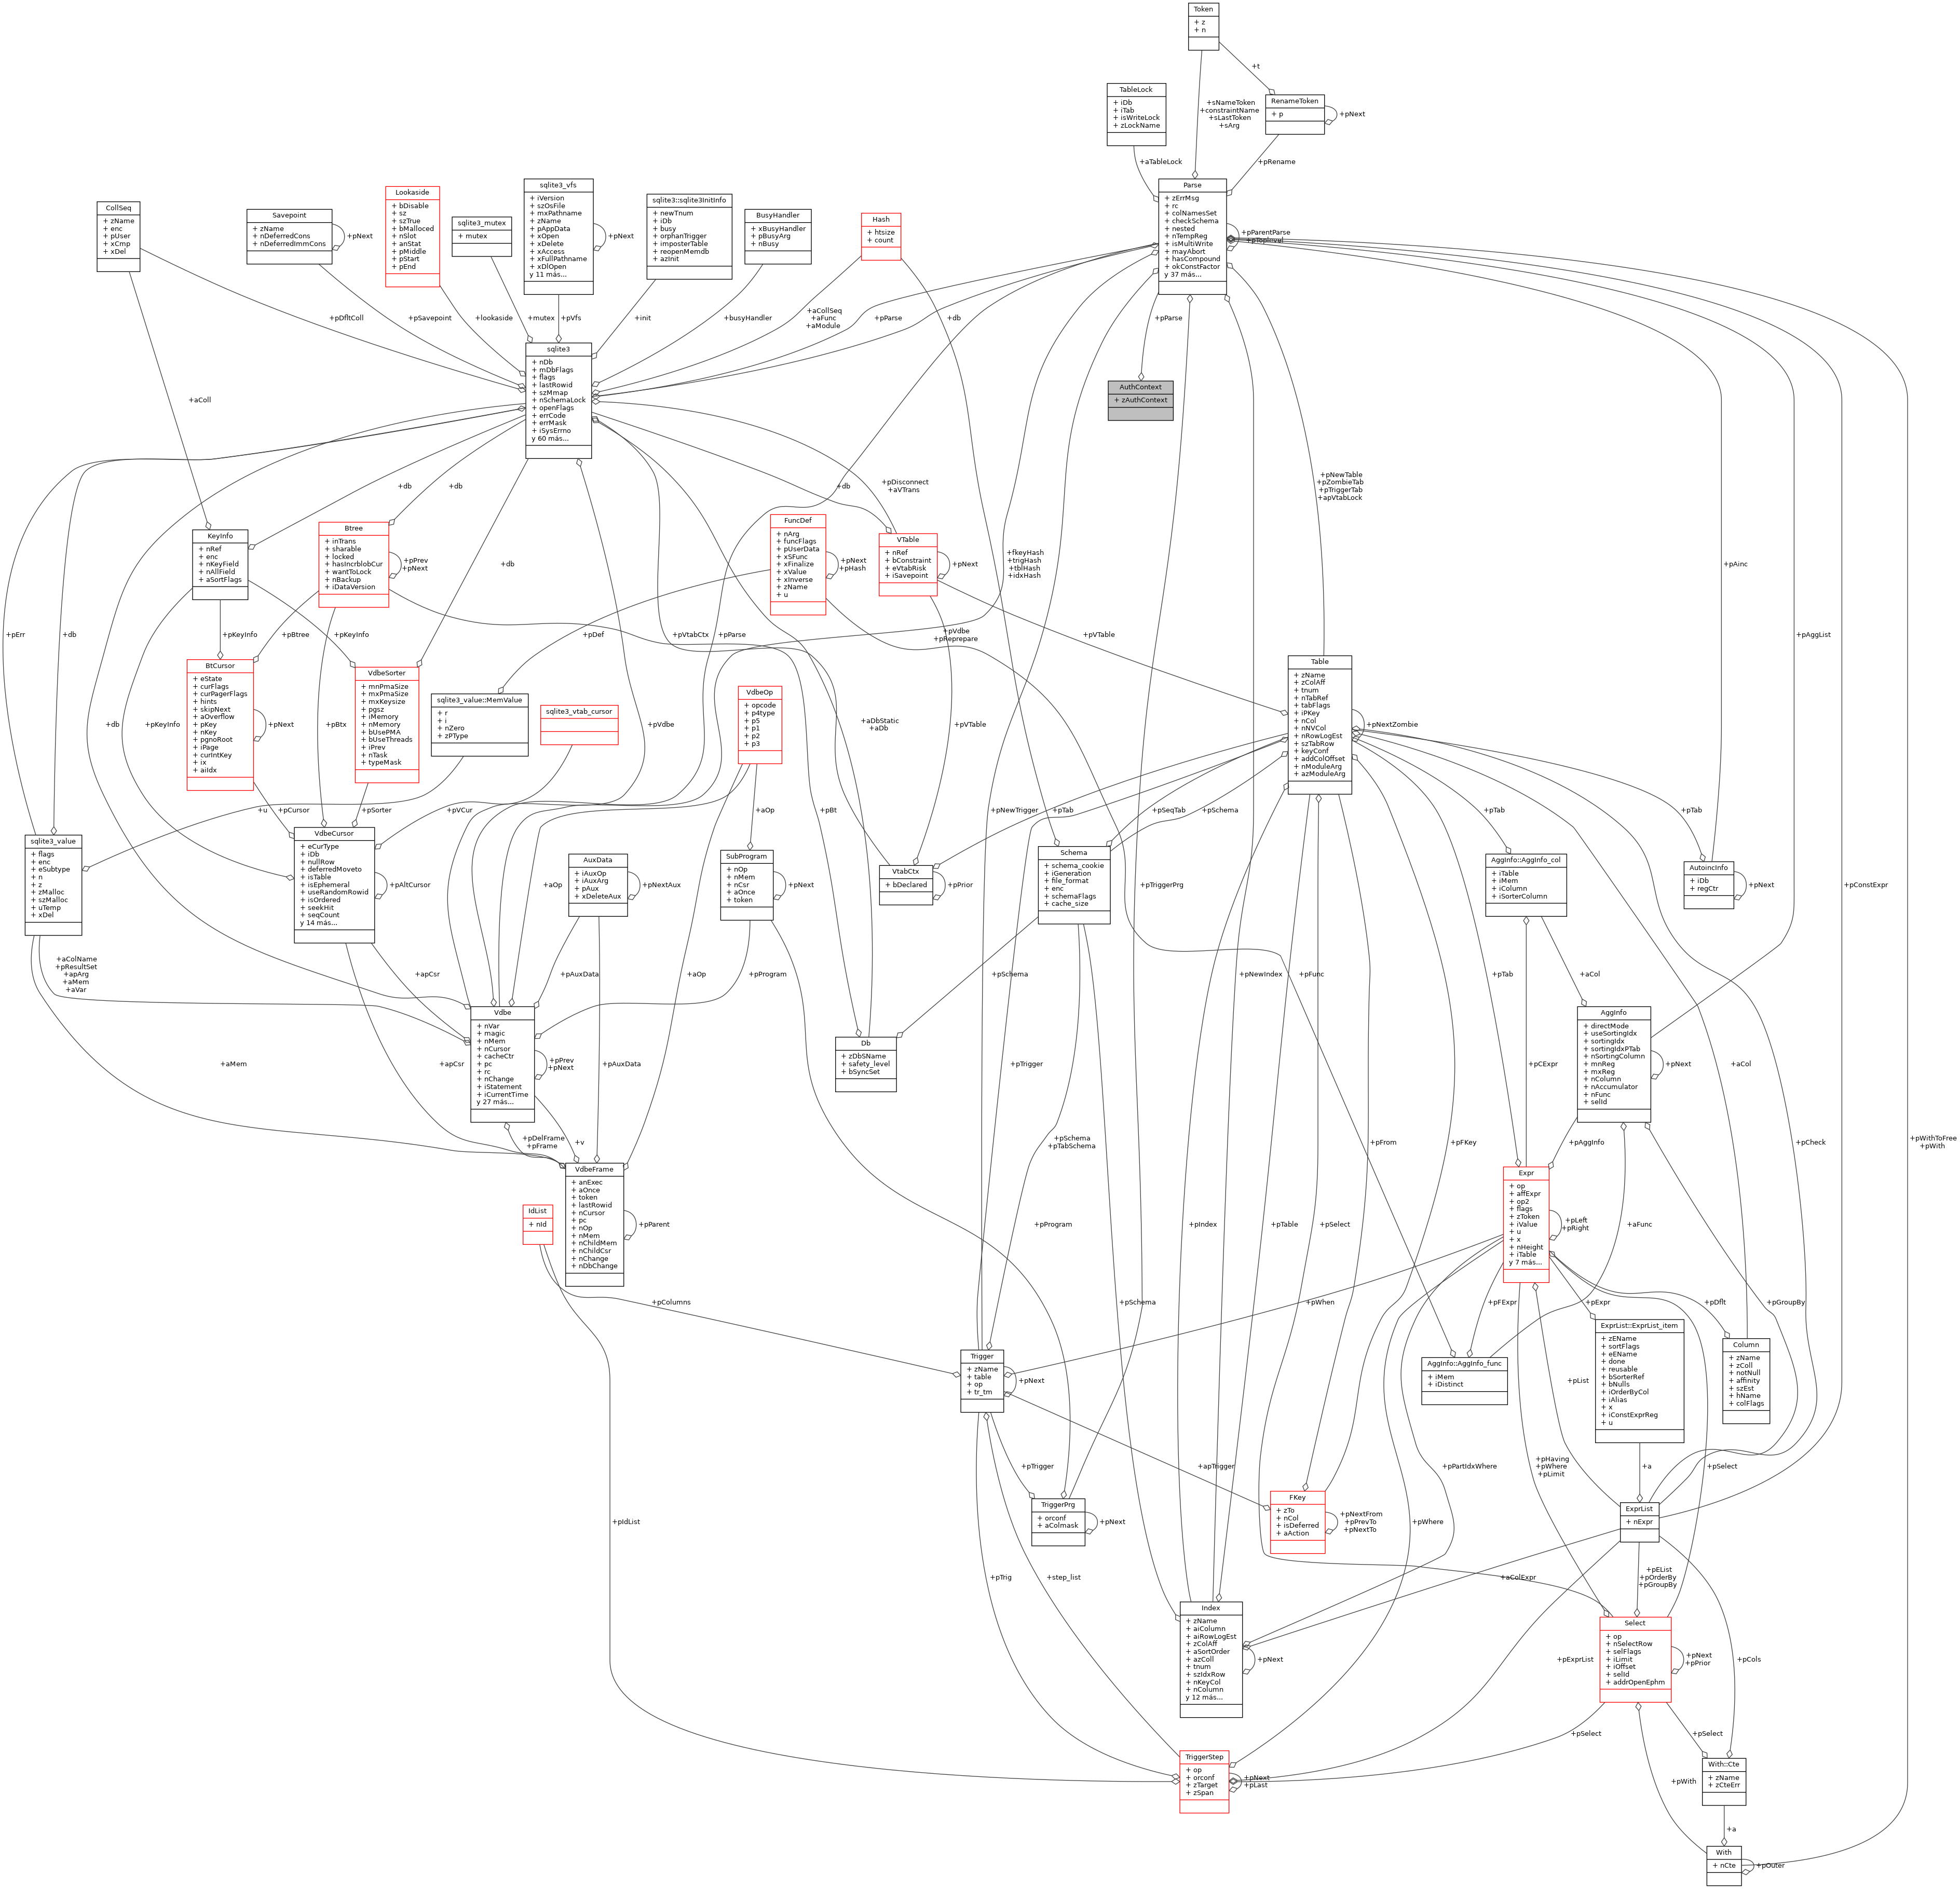 Token
+ z
+ n
+t
TableLock
+ iDb
+ iTab
+ isWriteLock
+ zLockName
RenameToken
+ p
+pNext
+sNameToken
+constraintName
+sLastToken
+sArg
+aTableLock
+pRename
Parse
+ zErrMsg
+ rc
+ colNamesSet
+ checkSchema
+ nested
+ nTempReg
+ isMultiWrite
+ mayAbort
+ hasCompound
+ okConstFactor
y 37 más...
+pParentParse
+pToplevel
CollSeq
+ zName
+ enc
+ pUser
+ xCmp
+ xDel
Savepoint
+ zName
+ nDeferredCons
+ nDeferredImmCons
+pNext
Lookaside
+ bDisable
+ sz
+ szTrue
+ bMalloced
+ nSlot
+ anStat
+ pMiddle
+ pStart
+ pEnd
sqlite3_mutex
+ mutex
sqlite3_vfs
+ iVersion
+ szOsFile
+ mxPathname
+ zName
+ pAppData
+ xOpen
+ xDelete
+ xAccess
+ xFullPathname
+ xDlOpen
y 11 más...
+pNext
sqlite3::sqlite3InitInfo
+ newTnum
+ iDb
+ busy
+ orphanTrigger
+ imposterTable
+ reopenMemdb
+ azInit
BusyHandler
+ xBusyHandler
+ pBusyArg
+ nBusy
Hash
+ htsize
+ count
+pDfltColl
+pSavepoint
+lookaside
+mutex
+pVfs
+init
+busyHandler
+aCollSeq
+aFunc
+aModule
+pParse
+db
+pParse
sqlite3
+ nDb
+ mDbFlags
+ flags
+ lastRowid
+ szMmap
+ nSchemaLock
+ openFlags
+ errCode
+ errMask
+ iSysErrno
y 60 más...
AuthContext
+ zAuthContext
+aColl
+db
+db
+db
+pDisconnect
+aVTrans
+db
+pNewTable
+pZombieTab
+pTriggerTab
+apVtabLock
KeyInfo
+ nRef
+ enc
+ nKeyField
+ nAllField
+ aSortFlags
Btree
+ inTrans
+ sharable
+ locked
+ hasIncrblobCur
+ wantToLock
+ nBackup
+ iDataVersion
+pPrev
+pNext
FuncDef
+ nArg
+ funcFlags
+ pUserData
+ xSFunc
+ xFinalize
+ xValue
+ xInverse
+ zName
+ u
+pNext
+pHash
VTable
+ nRef
+ bConstraint
+ eVtabRisk
+ iSavepoint
+pNext
+fkeyHash
+trigHash
+tblHash
+idxHash
+pAinc
+pErr
+db
+pKeyInfo
+pBtree
+pKeyInfo
+pDef
+pVtabCtx
+pParse
+pVdbe
+pReprepare
+pVTable
+pAggList
BtCursor
+ eState
+ curFlags
+ curPagerFlags
+ hints
+ skipNext
+ aOverflow
+ pKey
+ nKey
+ pgnoRoot
+ iPage
+ curIntKey
+ ix
+ aiIdx
+pNext
VdbeSorter
+ mnPmaSize
+ mxPmaSize
+ mxKeysize
+ pgsz
+ iMemory
+ nMemory
+ bUsePMA
+ bUseThreads
+ iPrev
+ nTask
+ typeMask
sqlite3_value::MemValue
+ r
+ i
+ nZero
+ zPType
sqlite3_vtab_cursor
VdbeOp
+ opcode
+ p4type
+ p5
+ p1
+ p2
+ p3
Table
+ zName
+ zColAff
+ tnum
+ nTabRef
+ tabFlags
+ iPKey
+ nCol
+ nNVCol
+ nRowLogEst
+ szTabRow
+ keyConf
+ addColOffset
+ nModuleArg
+ azModuleArg
+pNextZombie
+db
+pKeyInfo
+pBtx
+pVdbe
+aDbStatic
+aDb
+pVTable
+u
+pCursor
+pSorter
+pVCur
+aOp
+pBt
+pNewTrigger
+pTab
+pSeqTab
+pSchema
+pTab
+pTab
sqlite3_value
+ flags
+ enc
+ eSubtype
+ n
+ z
+ zMalloc
+ szMalloc
+ uTemp
+ xDel
VdbeCursor
+ eCurType
+ iDb
+ nullRow
+ deferredMoveto
+ isTable
+ isEphemeral
+ useRandomRowid
+ isOrdered
+ seekHit
+ seqCount
y 14 más...
+pAltCursor
AuxData
+ iAuxOp
+ iAuxArg
+ pAux
+ xDeleteAux
+pNextAux
+aOp
SubProgram
+ nOp
+ nMem
+ nCsr
+ aOnce
+ token
+pNext
VtabCtx
+ bDeclared
+pPrior
Schema
+ schema_cookie
+ iGeneration
+ file_format
+ enc
+ schemaFlags
+ cache_size
+pTriggerPrg
AggInfo::AggInfo_col
+ iTable
+ iMem
+ iColumn
+ iSorterColumn
AutoincInfo
+ iDb
+ regCtr
+pNext
+pConstExpr
+aColName
+pResultSet
+apArg
+aMem
+aVar
+apCsr
+pAuxData
+aOp
+pProgram
+pSchema
+pNewIndex
+pFunc
+pTab
+aCol
Vdbe
+ nVar
+ magic
+ nMem
+ nCursor
+ cacheCtr
+ pc
+ rc
+ nChange
+ iStatement
+ iCurrentTime
y 27 más...
+pPrev
+pNext
Db
+ zDbSName
+ safety_level
+ bSyncSet
AggInfo
+ directMode
+ useSortingIdx
+ sortingIdx
+ sortingIdxPTab
+ nSortingColumn
+ mnReg
+ mxReg
+ nColumn
+ nAccumulator
+ nFunc
+ selId
+pNext
+aMem
+apCsr
+pAuxData
+pTrigger
+pCExpr
+aCol
+pDelFrame
+pFrame
+v
+pSchema
+pTabSchema
+pFrom
+pFKey
+pAggInfo
+pCheck
+pWithToFree
+pWith
VdbeFrame
+ anExec
+ aOnce
+ token
+ lastRowid
+ nCursor
+ pc
+ nOp
+ nMem
+ nChildMem
+ nChildCsr
+ nChange
+ nDbChange
+pParent
IdList
+ nId
Expr
+ op
+ affExpr
+ op2
+ flags
+ zToken
+ iValue
+ u
+ x
+ nHeight
+ iTable
y 7 más...
+pLeft
+pRight
+pProgram
+pIndex
+pTable
+pSelect
+aFunc
+pColumns
+pSchema
+pWhen
+pFExpr
+pExpr
+pDflt
+pGroupBy
Trigger
+ zName
+ table
+ op
+ tr_tm
+pNext
AggInfo::AggInfo_func
+ iMem
+ iDistinct
ExprList::ExprList_item
+ zEName
+ sortFlags
+ eEName
+ done
+ reusable
+ bSorterRef
+ bNulls
+ iOrderByCol
+ iAlias
+ x
+ iConstExprReg
+ u
Column
+ zName
+ zColl
+ notNull
+ affinity
+ szEst
+ hName
+ colFlags
+pList
+pTrigger
+apTrigger
+pPartIdxWhere
+pHaving
+pWhere
+pLimit
+a
+pSelect
TriggerPrg
+ orconf
+ aColmask
+pNext
FKey
+ zTo
+ nCol
+ isDeferred
+ aAction
+pNextFrom
+pPrevTo
+pNextTo
ExprList
+ nExpr
+pIdList
+pWhere
+pTrig
+step_list
+aColExpr
+pEList
+pOrderBy
+pGroupBy
Index
+ zName
+ aiColumn
+ aiRowLogEst
+ zColAff
+ aSortOrder
+ azColl
+ tnum
+ szIdxRow
+ nKeyCol
+ nColumn
y 12 más...
+pNext
Select
+ op
+ nSelectRow
+ selFlags
+ iLimit
+ iOffset
+ selId
+ addrOpenEphm
+pNext
+pPrior
+pExprList
+pCols
+pSelect
+pSelect
TriggerStep
+ op
+ orconf
+ zTarget
+ zSpan
+pNext
+pLast
With::Cte
+ zName
+ zCteErr
+pWith
+a
With
+ nCte
+pOuter